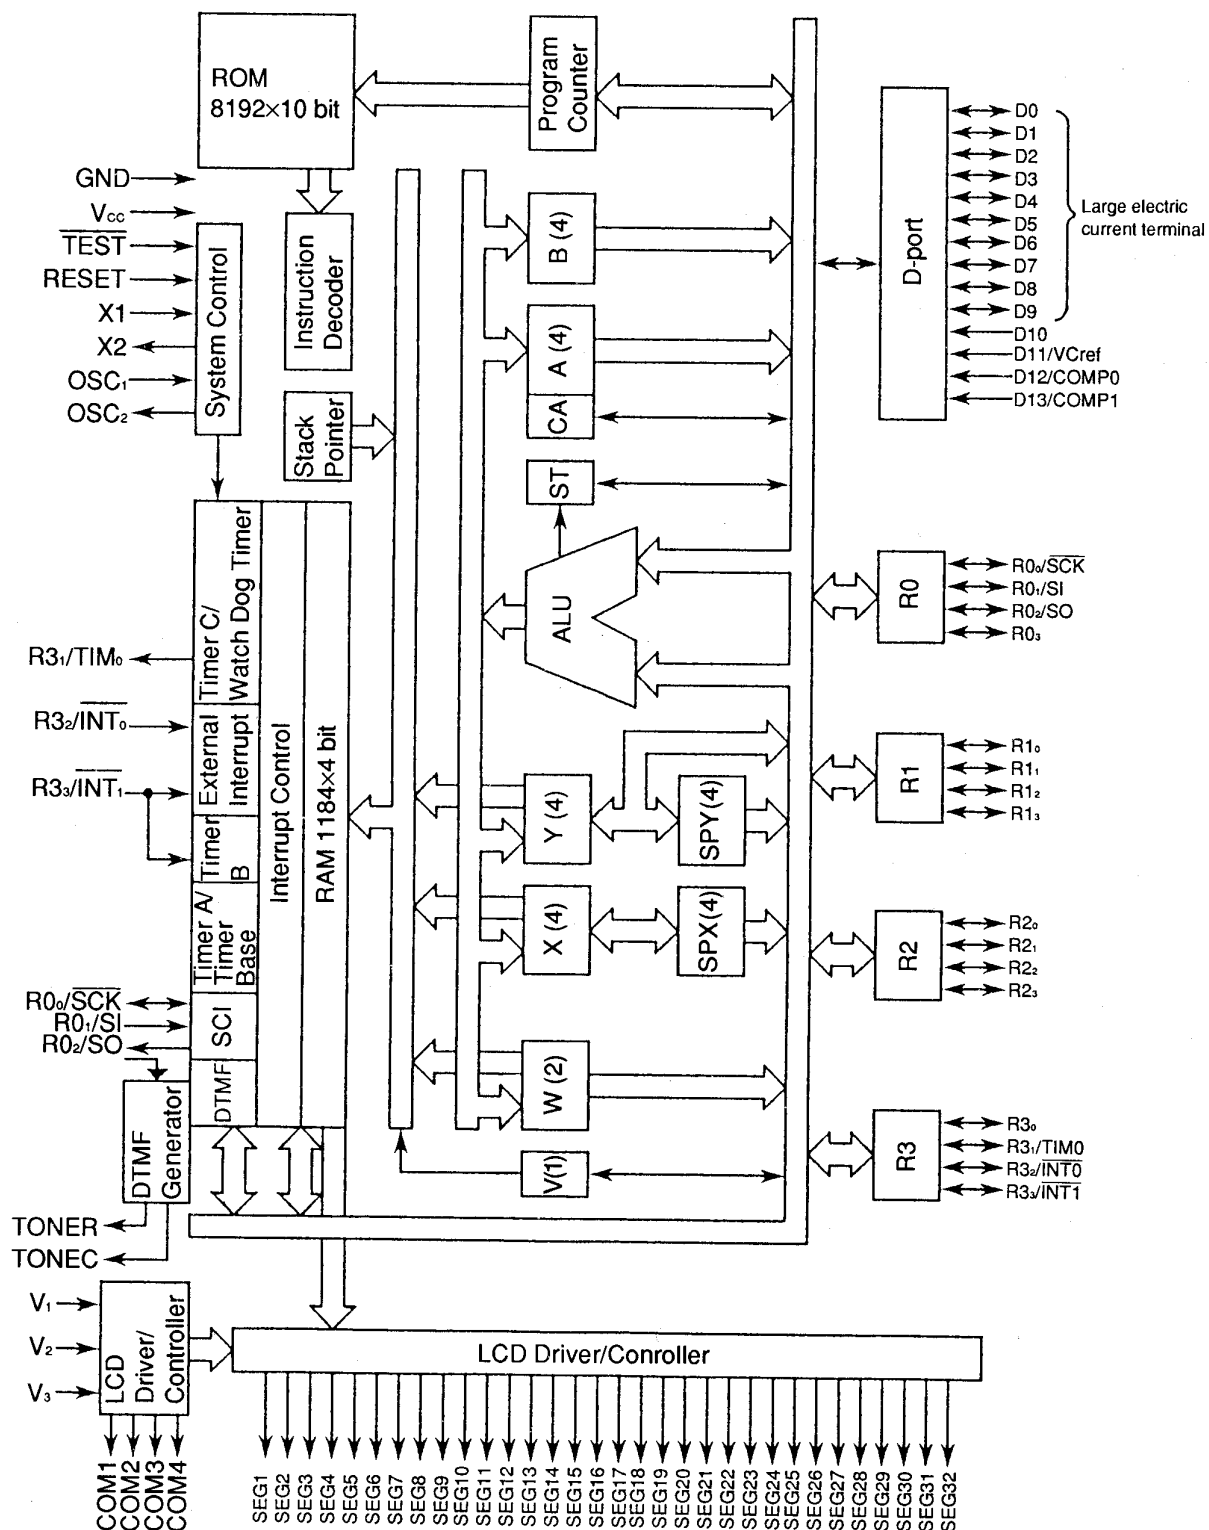 ROM
8192×10 bit
Program
Counter
GND
Vcc
TEST
RESET
X1
X2
OSC₁
OSC₂
System Control
Instruction
Decoder
Stack
Pointer
B (4)
A (4)
CA
ST
ALU
D-port
D0
D1
D2
D3
D4
D5
D6
D7
D8
D9
D10
D11/VCref
D12/COMP0
D13/COMP1
Large electric
current terminal
R3₁/TIM₀
R3₂/INT₀
R3₃/INT₁
Timer C/
Watch Dog Timer
External
Interrupt
Timer
B
Timer A/
Timer
Base
SCI
DTMF
Interrupt Control
RAM 1184×4 bit
R0₀/SCK
R0₁/SI
R0₂/SO
DTMF
Generator
TONER
TONEC
Y (4)
SPY(4)
X (4)
SPX(4)
W (2)
V(1)
R0
R0₀/SCK
R0₁/SI
R0₂/SO
R0₃
R1
R1₀
R1₁
R1₂
R1₃
R2
R2₀
R2₁
R2₂
R2₃
R3
R3₀
R3₁/TIM0
R3₂/INT0
R3₃/INT1
V₁
V₂
V₃
LCD
Driver/
Controller
LCD Driver/Conroller
COM1
COM2
COM3
COM4
SEG1
SEG2
SEG3
SEG4
SEG5
SEG6
SEG7
SEG8
SEG9
SEG10
SEG11
SEG12
SEG13
SEG14
SEG15
SEG16
SEG17
SEG18
SEG19
SEG20
SEG21
SEG22
SEG23
SEG24
SEG25
SEG26
SEG27
SEG28
SEG29
SEG30
SEG31
SEG32